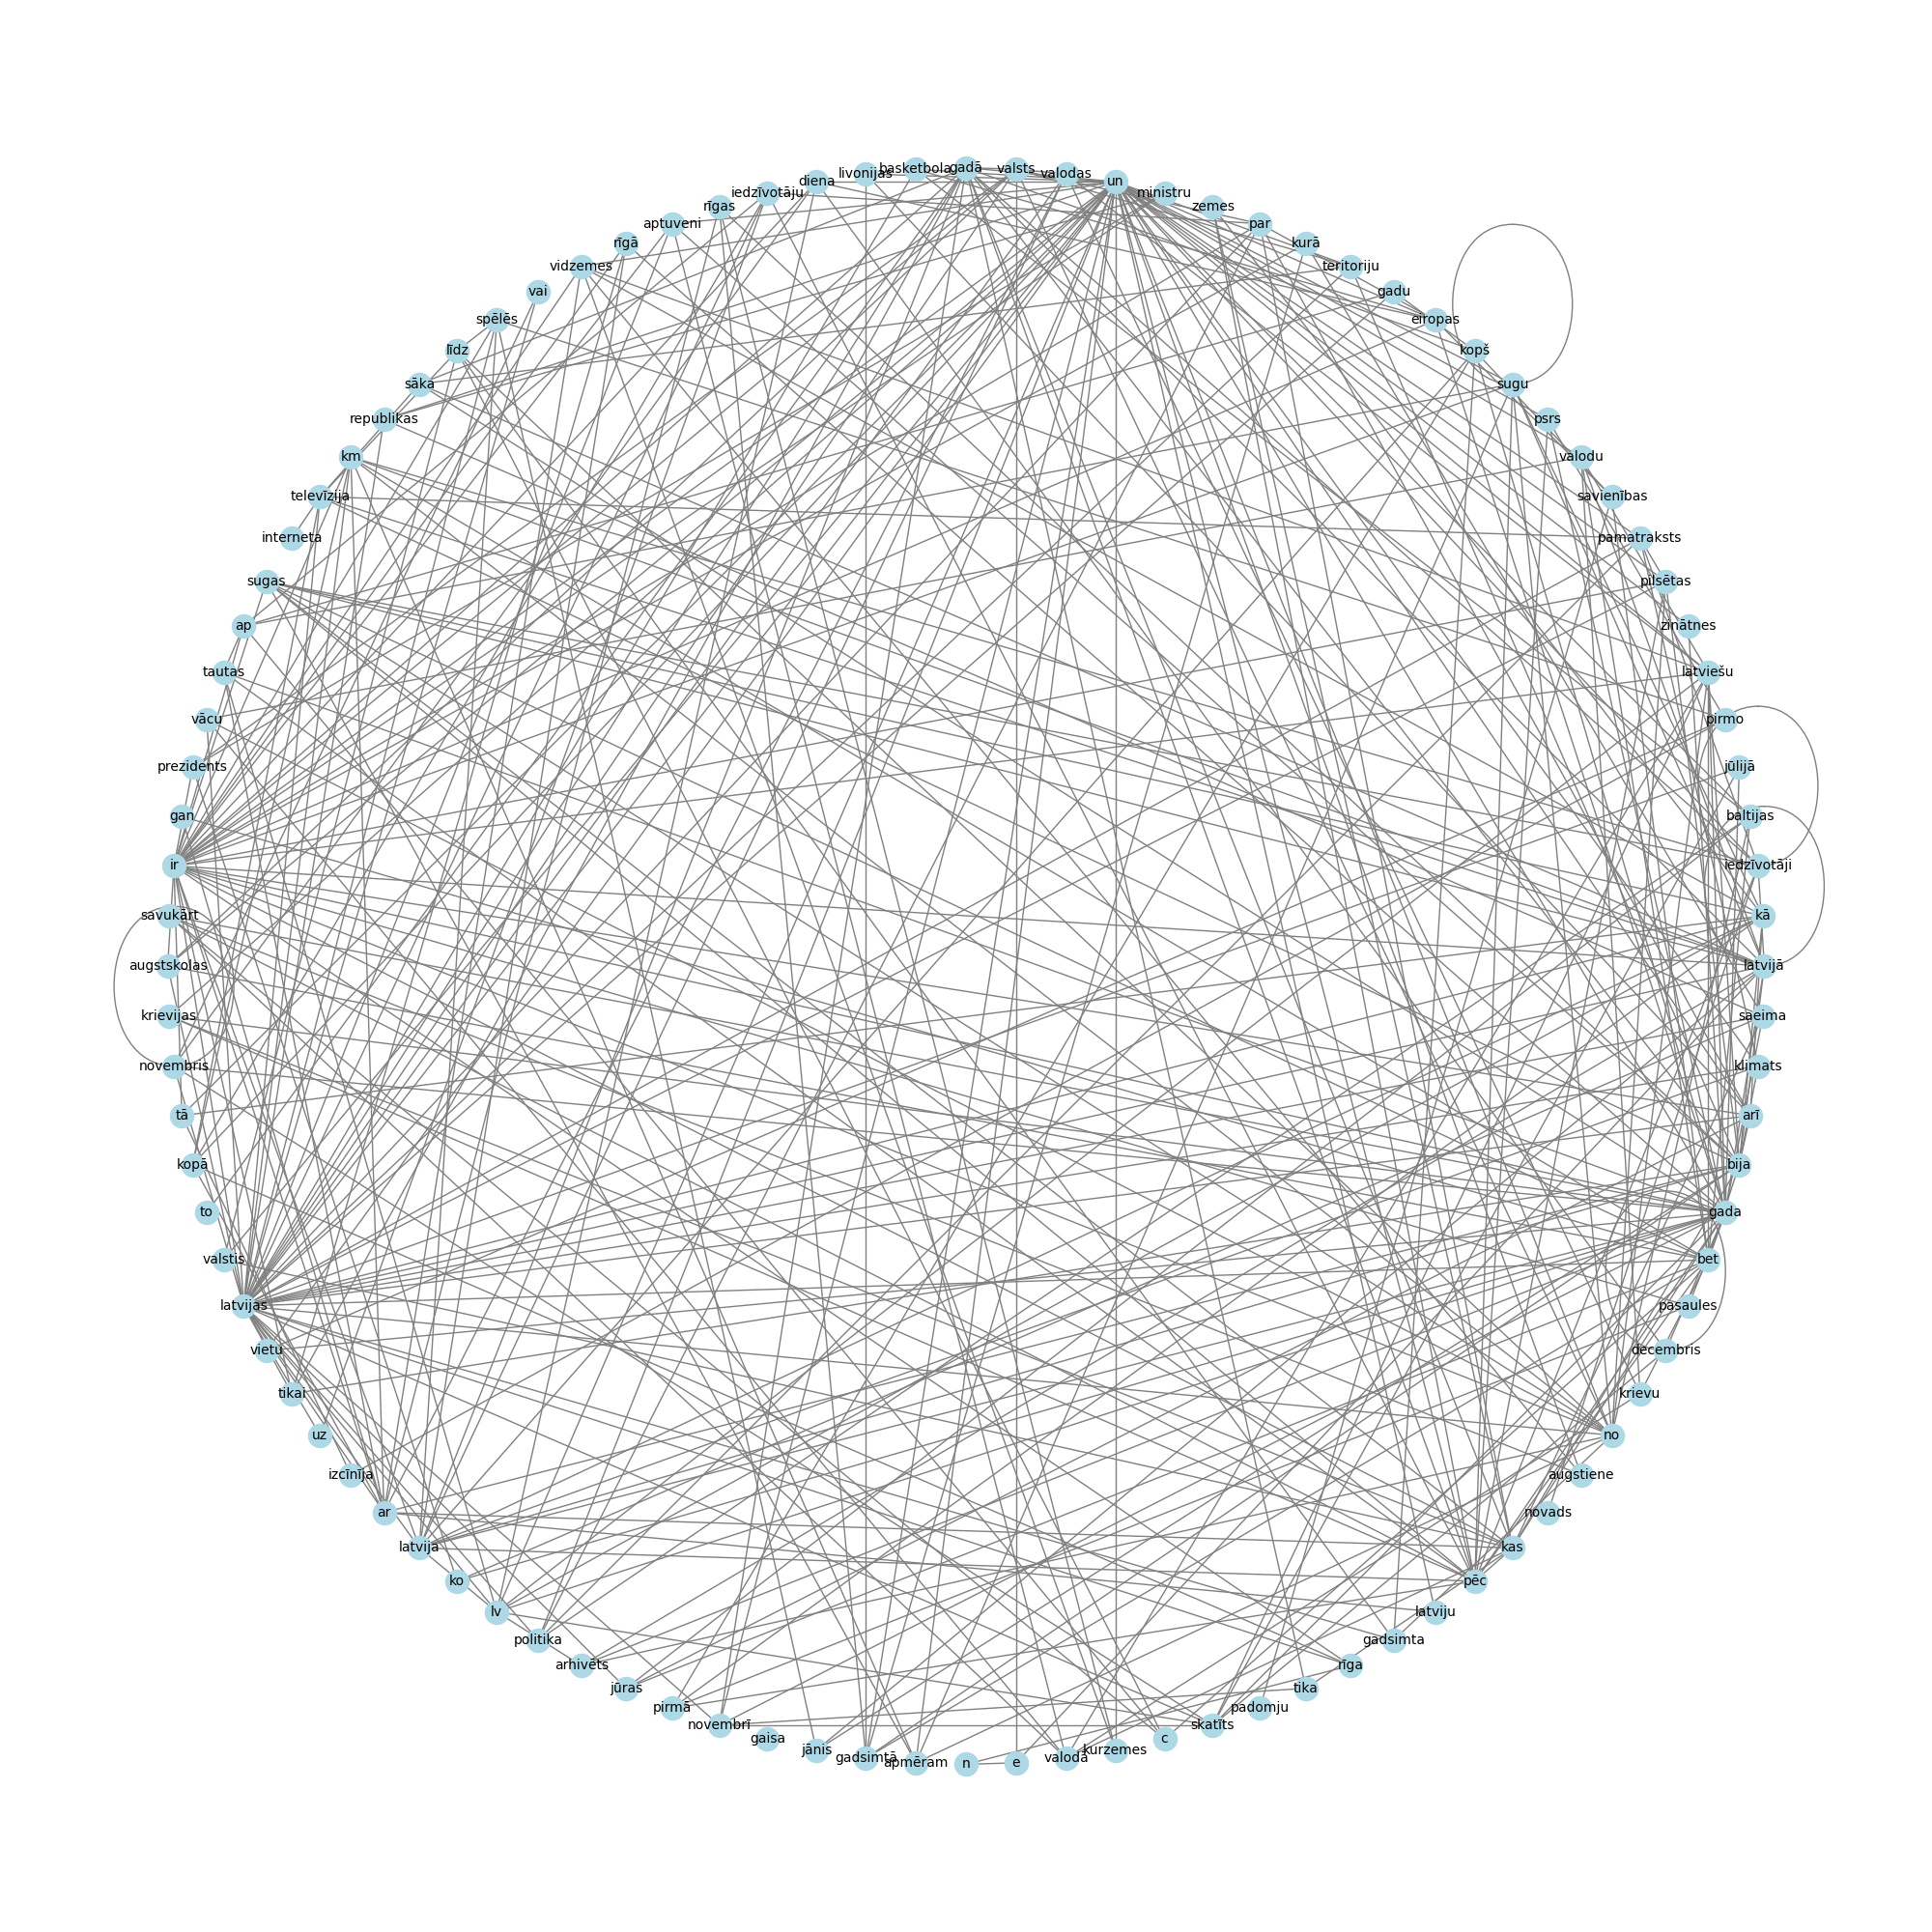 livonijas basketbola gadā valsts valodas un
diena ministru
iedzīvotāju zemes
rīgas par
aptuveni kurā
rīgā teritoriju
vidzemes gadu
vai eiropas
spēlēs kopš
līdz sugu
sāka psrs
republikas valodu
km savienības
televīzija pamatraksts
interneta pilsētas
sugas zinātnes
ap latviešu
tautas pirmo
vācu jūlijā
prezidents baltijas
gan iedzīvotāji
ir kā
savukārt latvijā
augstskolas saeima
krievijas klimats
novembris arī
tā bija
kopā gada
to bet
valstis pasaules
latvijas decembris
vietu krievu
tikai no
uz augstiene
izcīnīja novads
ar kas
latvija pēc
ko latviju
lv gadsimta
politika rīga
arhivēts tika
jūras padomju
pirmā skatīts
novembrī c
gaisa kurzemes
jānis valoda
gadsimtā apmēram n e